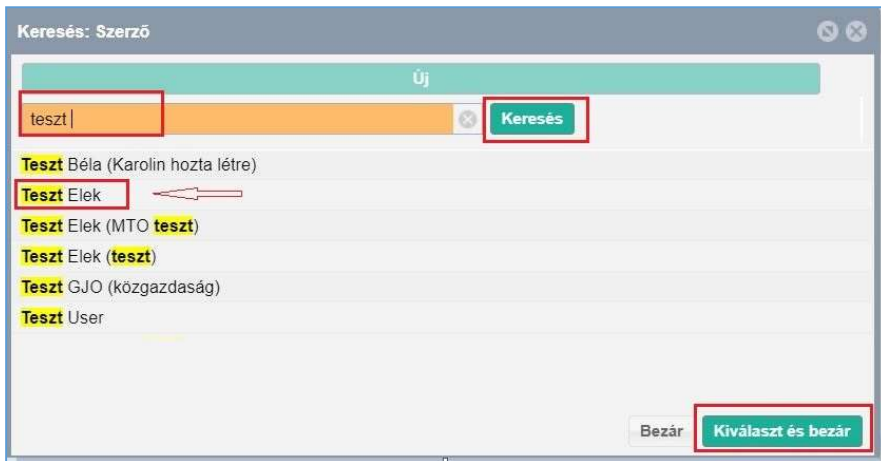 Keresés: Szerző
Új
teszt
Keresés
Teszt Béla (Karolin hozta létre)
Teszt Elek
Teszt Elek (MTO teszt)
Teszt Elek (teszt)
Teszt GJO (közgazdaság)
Teszt User
Bezár Kiválaszt és bezár